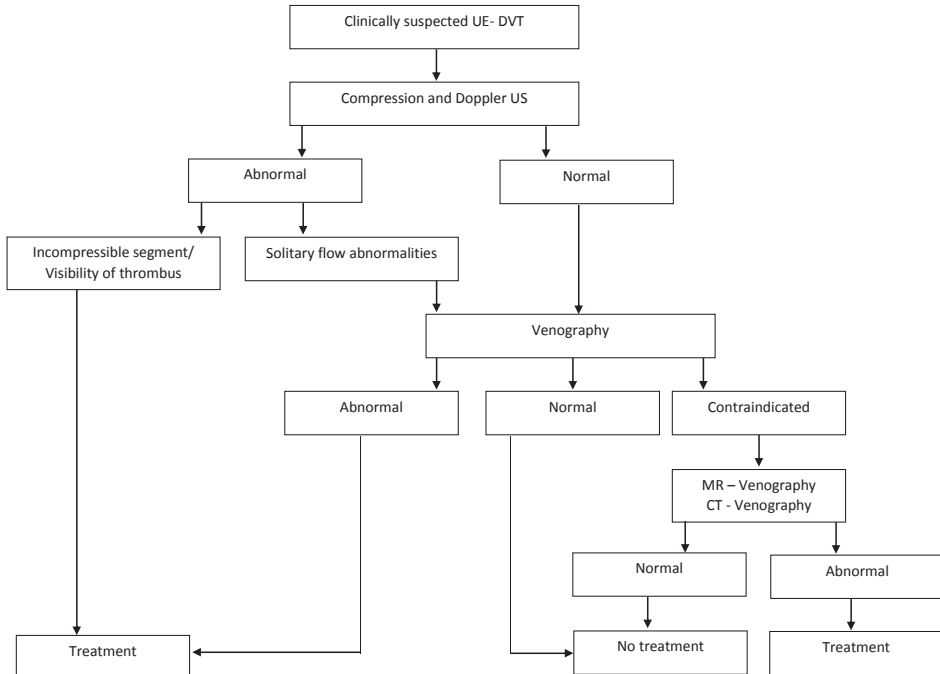 Clinically suspected UE- DVT
Compression and Doppler US
Abnormal
Normal
Incompressible segment/
Visibility of thrombus
Solitary flow abnormalities
Venography
Abnormal
Normal
Contraindicated
MR – Venography
CT - Venography
Normal
Abnormal
Treatment
No treatment
Treatment